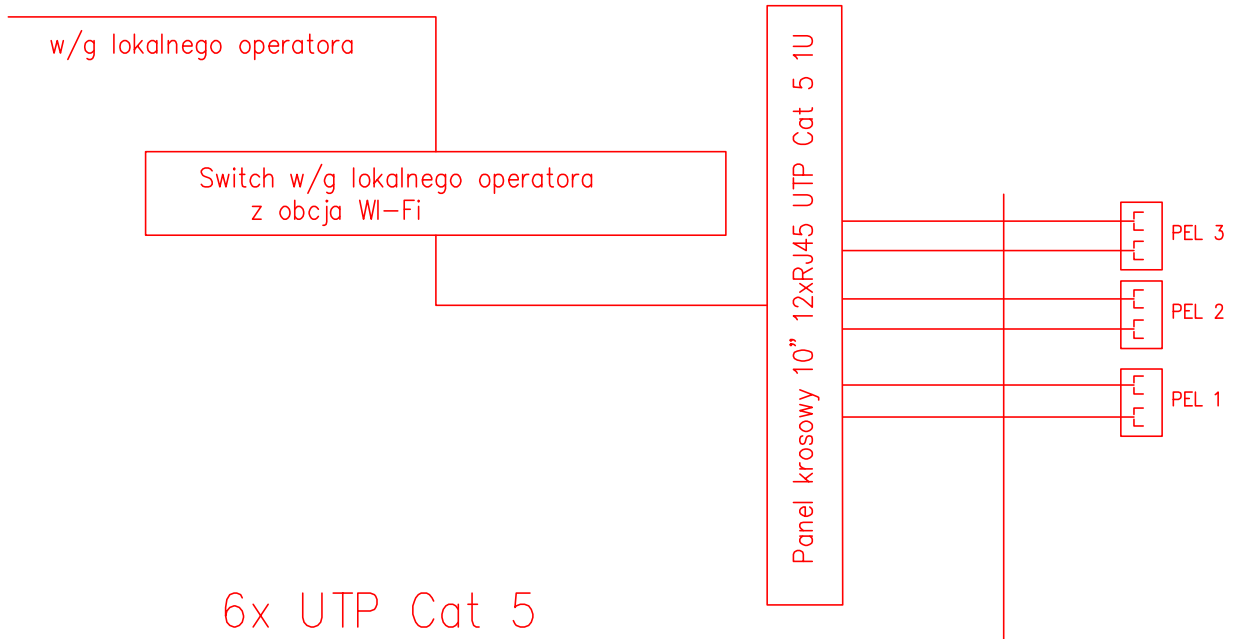 w/g lokalnego operatora
Switch w/g lokalnego operatora
z obcja WI-Fi
Panel krosowy 10" 12xRJ45 UTP Cat 5 1U
PEL 3
PEL 2
PEL 1
6x UTP Cat 5